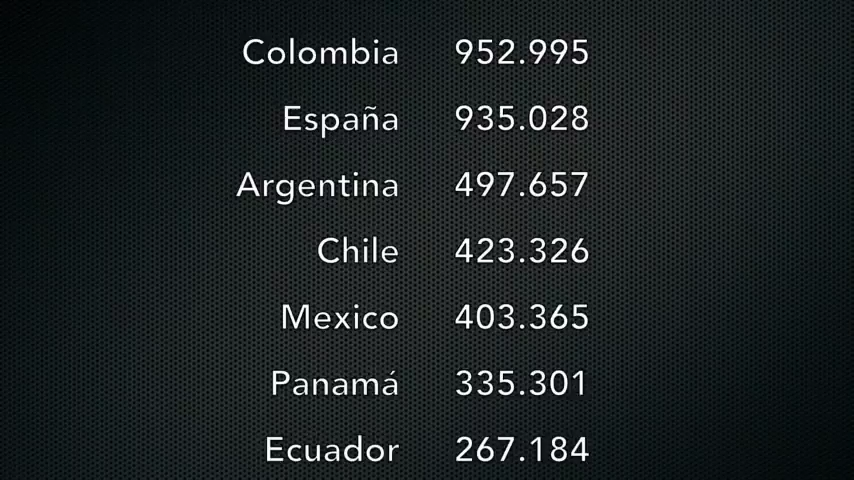 Colombia 952.995
España 935.028
Argentina 497.657
Chile 423.326
Mexico 403.365
Panamá 335.301
Ecuador 267.184